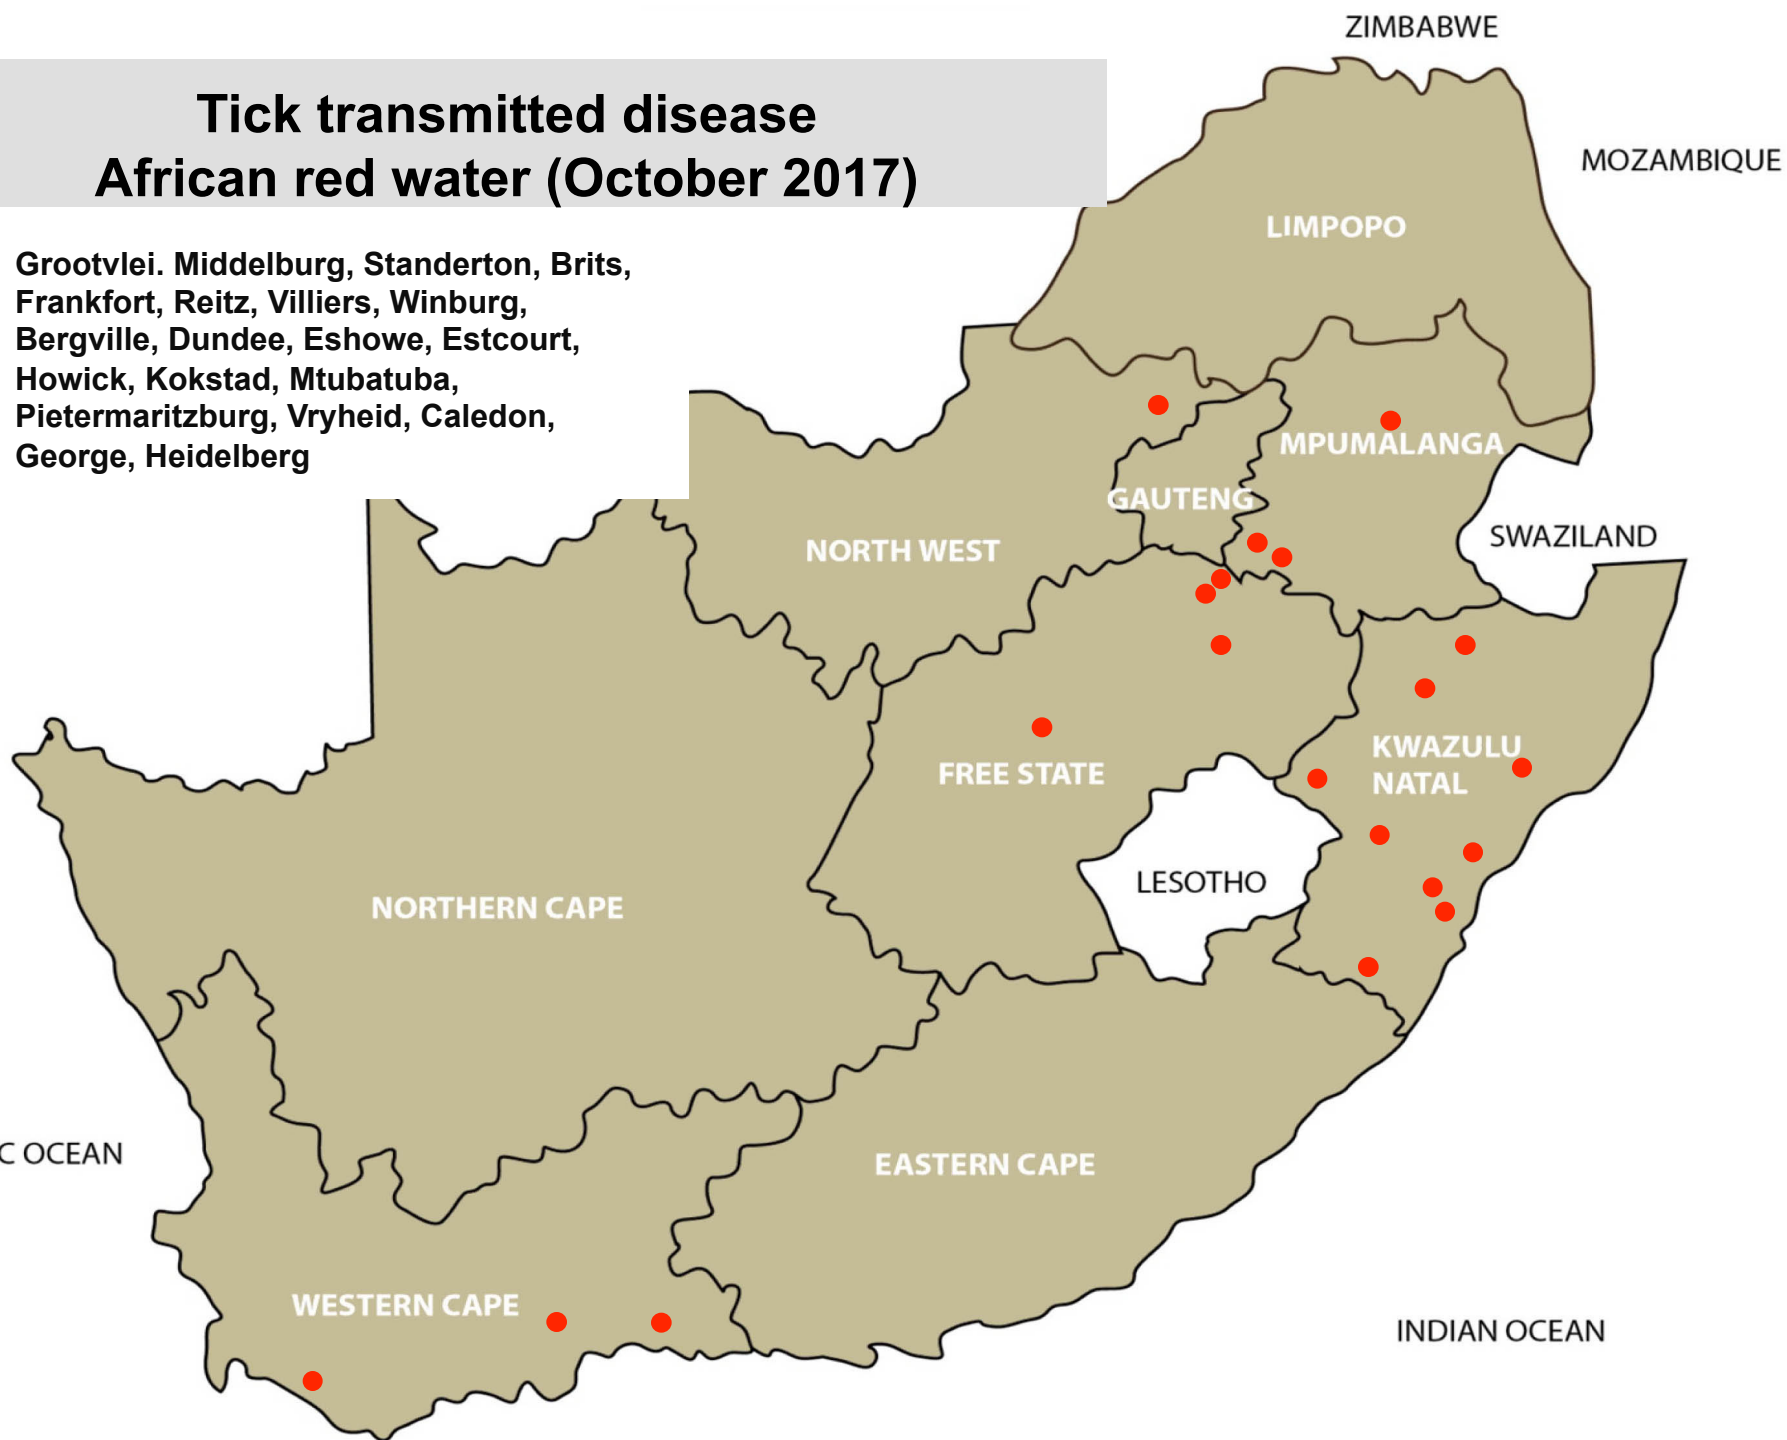 ZIMBABWE
Tick transmitted disease
African red water (October 2017)
MOZAMBIQUE
LIMPOPO
Grootvlei. Middelburg, Standerton, Brits,
Frankfort, Reitz, Villiers, Winburg,
Bergville, Dundee, Eshowe, Estcourt,
Howick, Kokstad, Mtubatuba,
Pietermaritzburg, Vryheid, Caledon,
George, Heidelberg
MPUMALANGA
GAUTENG
SWAZILAND
NORTH WEST
KWAZULU
NATAL
FREE STATE
LESOTHO
NORTHERN CAPE
C OCEAN
EASTERN CAPE
WESTERN CAPE
INDIAN OCEAN